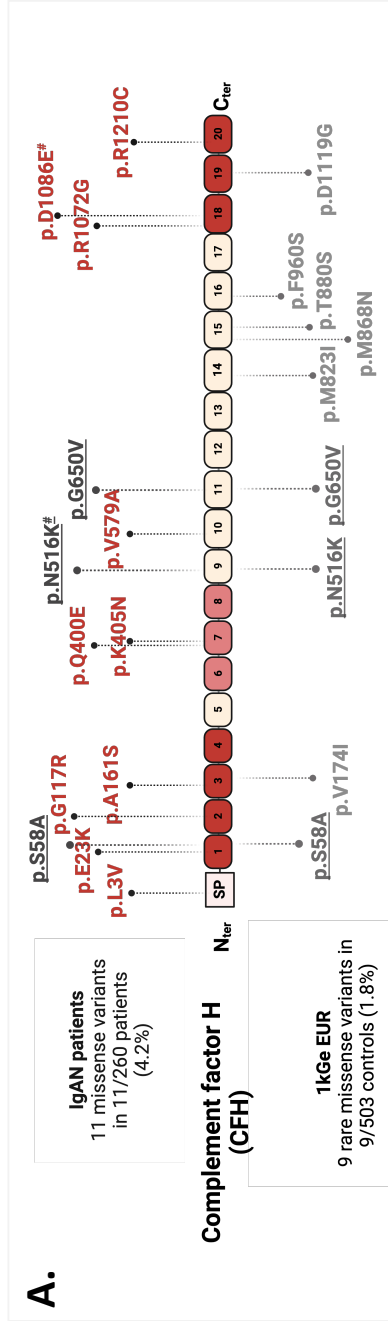 A.
IgAN patients
11 missense variants
in 11/260 patients
(4.2%)
p.S58A
p.N516K#
p.G650V
p.D1086E#
p.G117R
p.E23K
p.L3V
p.A161S
p.Q400E
p.K405N
p.V579A
p.R1072G
p.R1210C
Complement factor H
(CFH)
Nter
SP
1
2
3
4
5
6
7
8
9
10
11
12
13
14
15
16
17
18
19
20
Cter
1kGe EUR
9 rare missense variants in
9/503 controls (1.8%)
p.S58A
p.V174I
p.N516K
p.G650V
p.M823I
p.M868N
p.T880S
p.F960S
p.D1119G